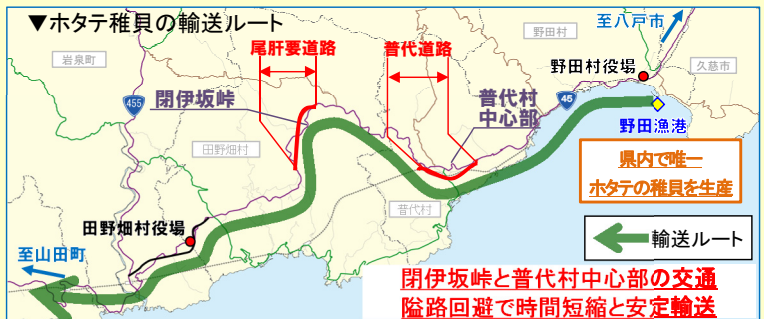 ▼ホタテ稚貝の輸送ルート
至八戸市
尾肝要道路
普代道路
野田村
岩泉町
野田村役場
久慈市
455
閉伊坂峠
普代村
中心部
45
野田漁港
田野畑村
県内で唯一
ホタテの稚貝を生産
普代村
田野畑村役場
輸送ルート
至山田町
閉伊坂峠と普代村中心部の交通
隘路回避で時間短縮と安定輸送